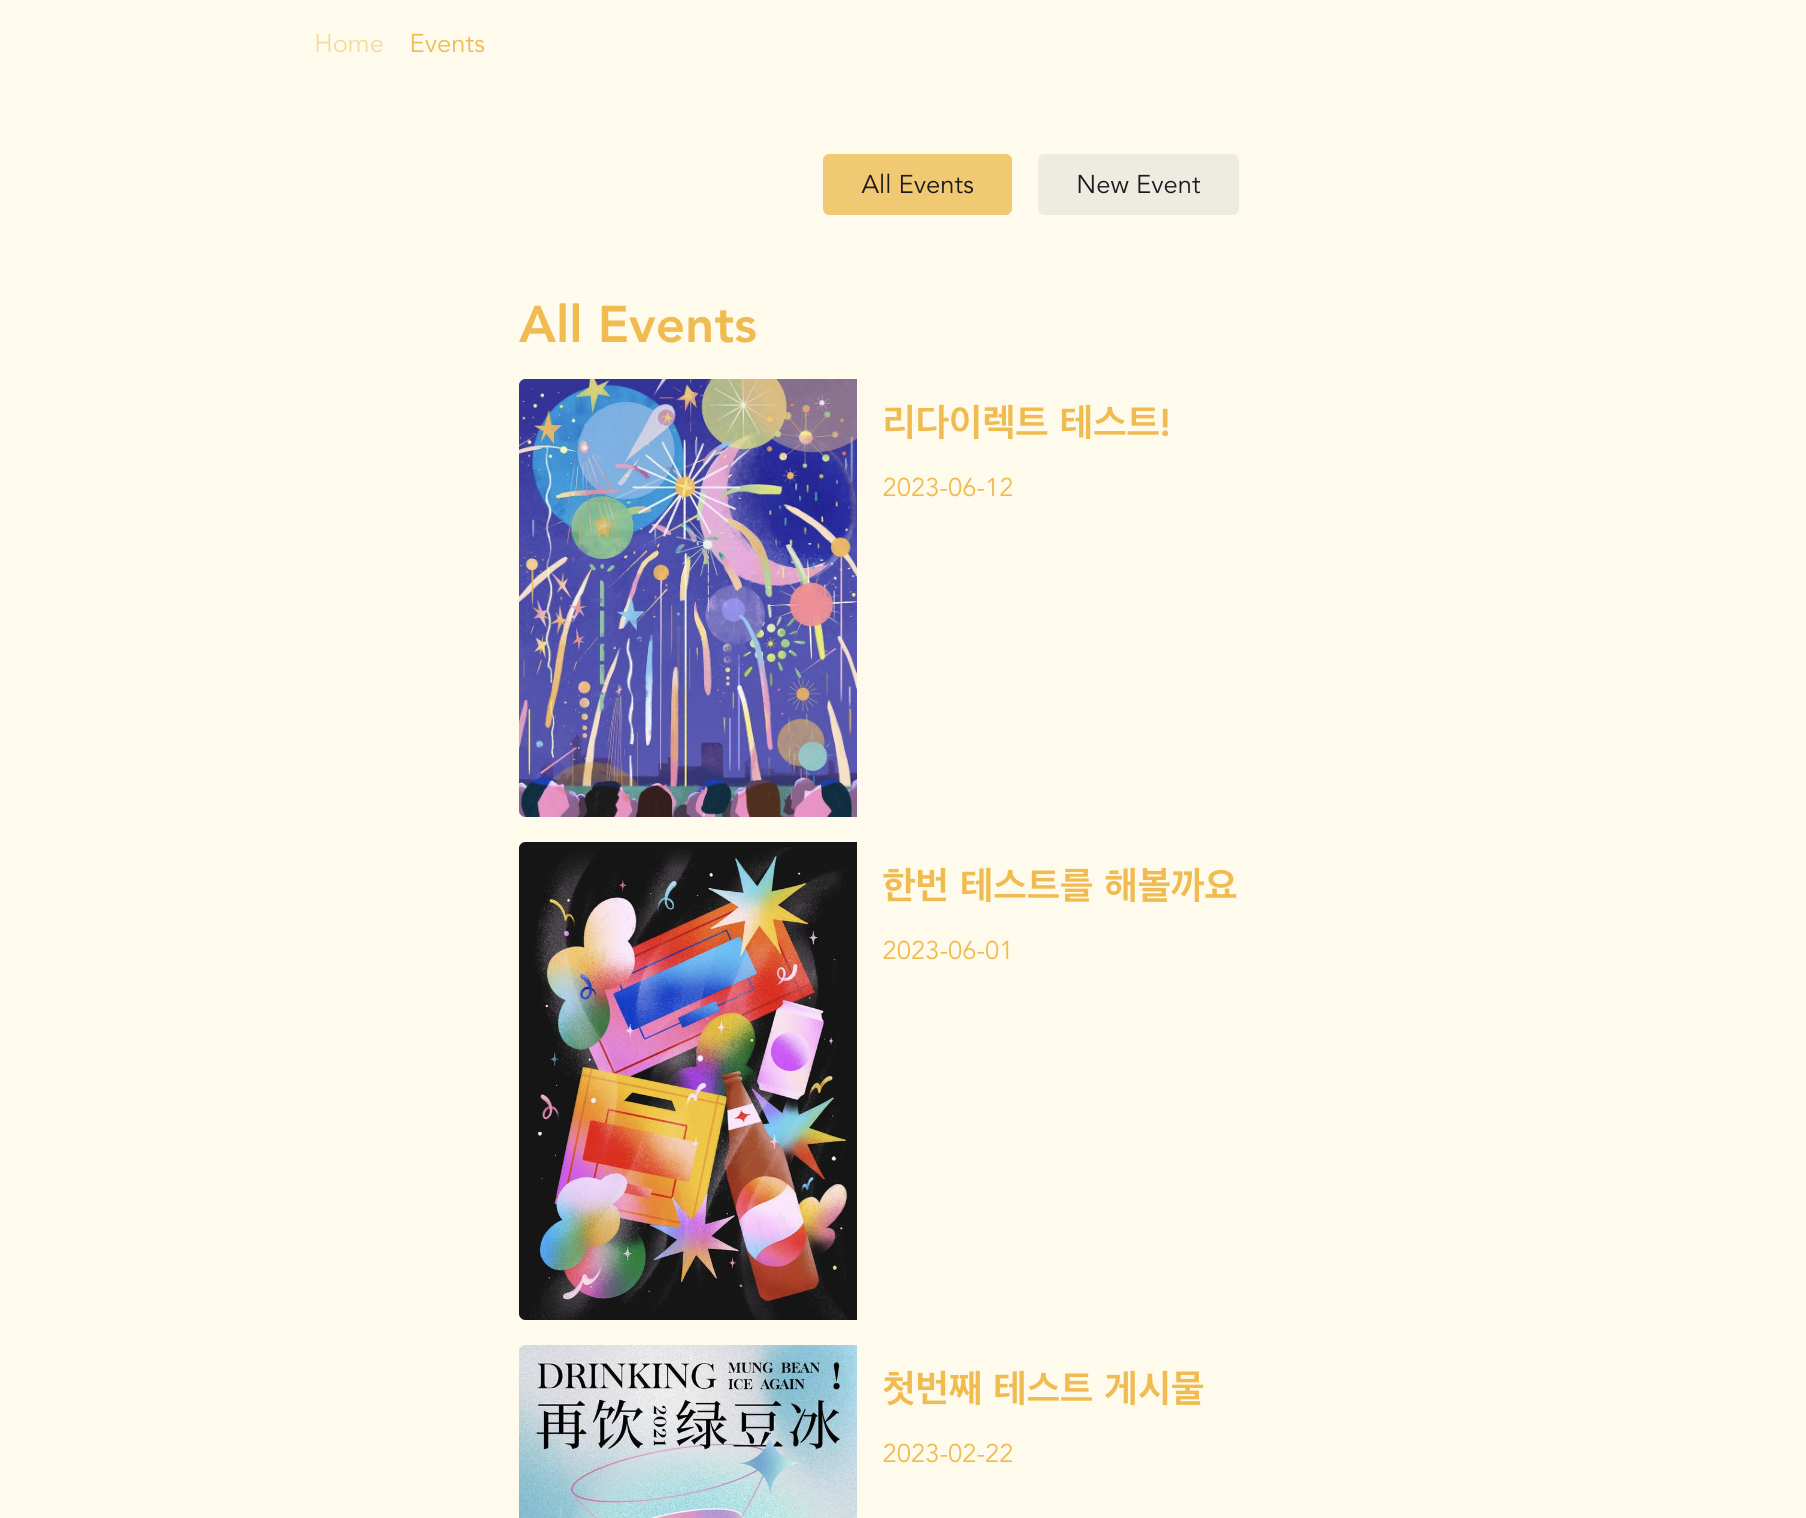 Home Events
All Events New Event
All Events
리다이렉트 테스트!
2023-06-12
한번 테스트를 해볼까요
2023-06-01
DRINKING MUNG BEAN ICE AGAIN !
再饮 2021 绿豆冰
첫번째 테스트 게시물
2023-02-22